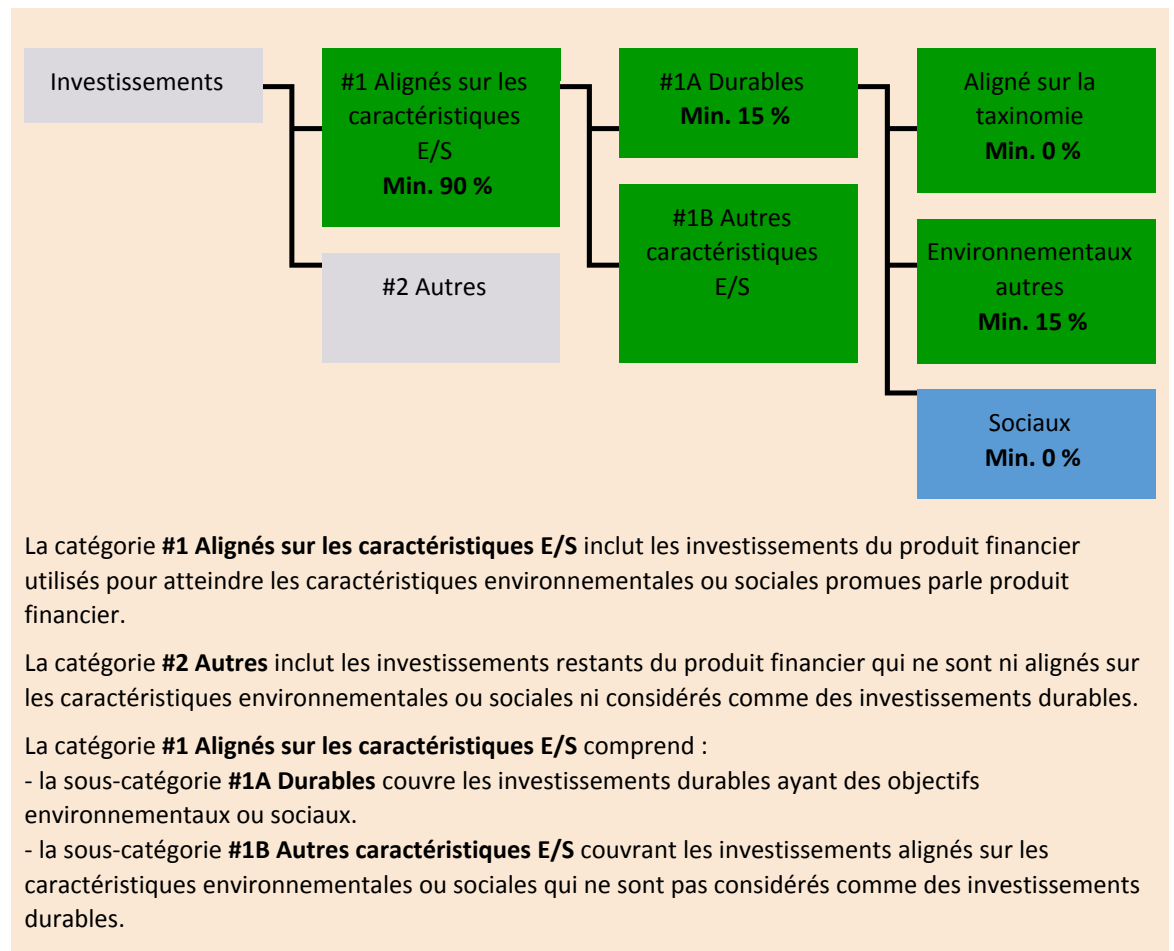 Investissements
#1 Alignés sur les
caractéristiques
E/S
Min. 90 %
#2 Autres
#1A Durables
Min. 15 %
#1B Autres
caractéristiques
E/S
Aligné sur la
taxinomie
Min. 0 %
Environnementaux
autres
Min. 15 %
Sociaux
Min. 0 %
La catégorie #1 Alignés sur les caractéristiques E/S inclut les investissements du produit financier
utilisés pour atteindre les caractéristiques environnementales ou sociales promues parle produit
financier.
La catégorie #2 Autres inclut les investissements restants du produit financier qui ne sont ni alignés sur
les caractéristiques environnementales ou sociales ni considérés comme des investissements durables.
La catégorie #1 Alignés sur les caractéristiques E/S comprend :
- la sous-catégorie #1A Durables couvre les investissements durables ayant des objectifs
environnementaux ou sociaux.
- la sous-catégorie #1B Autres caractéristiques E/S couvrant les investissements alignés sur les
caractéristiques environnementales ou sociales qui ne sont pas considérés comme des investissements
durables.